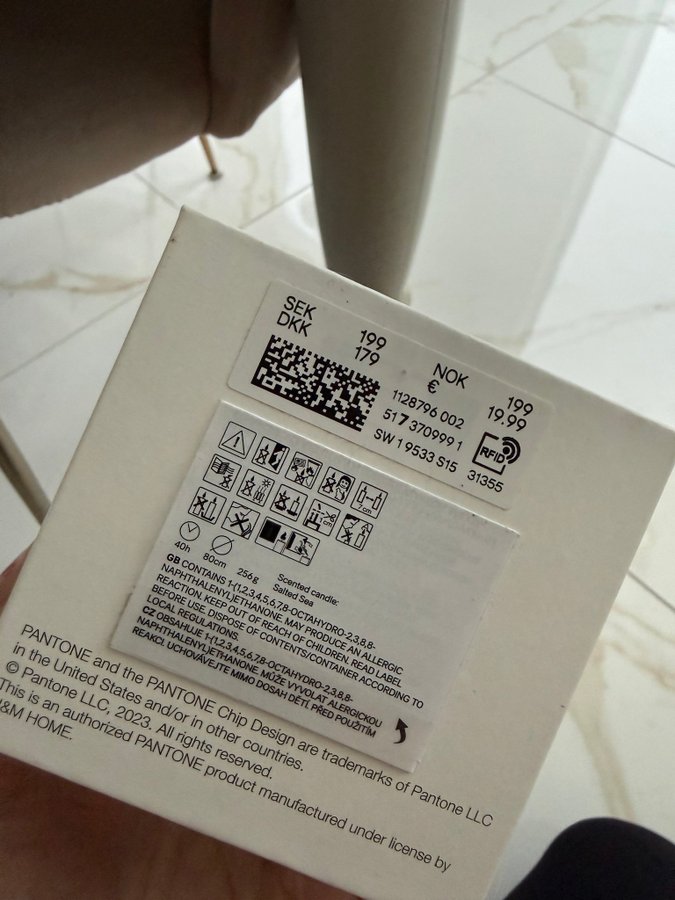 SEK 199 NOK 199
DKK 179 € 19.99
1128796 002
517 370999 1
SW 1 9533 S15 31355
RFID
7 cm
cm
40h 80cm 256g Scented candle:
Salted Sea
GB CONTAINS 1-(1,2,3,4,5,6,7,8-OCTAHYDRO-2,3,8,8-
NAPHTHALENYL)ETHANONE. MAY PRODUCE AN ALLERGIC
REACTION. KEEP OUT OF REACH OF CHILDREN. READ LABEL
BEFORE USE. DISPOSE OF CONTENTS/CONTAINER ACCORDING TO
LOCAL REGULATIONS.
CZ OBSAHUJE 1-(1,2,3,4,5,6,7,8-OCTAHYDRO-2,3,8,8-
NAPHTHALENYL)ETHANONE. MŮŽE VYVOLAT ALERGICKOU
REAKCI. UCHOVÁVEJTE MIMO DOSAH DĚTÍ. PŘED POUŽITÍM
PANTONE and the PANTONE Chip Design are trademarks of Pantone LLC
in the United States and/or in other countries.
© Pantone LLC, 2023. All rights reserved.
This is an authorized PANTONE product manufactured under license by
H&M HOME.